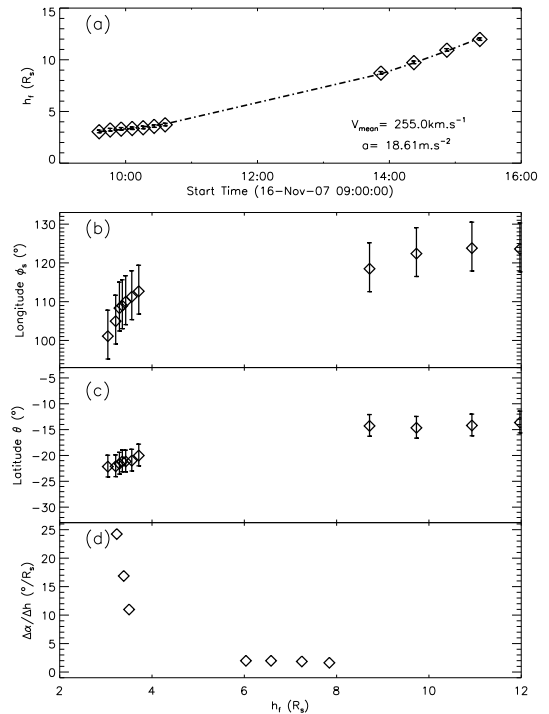 (a)
15
10
5
0
h_f (R_s)
V_mean = 255.0km.s⁻¹
a= 18.61m.s⁻²
10:00 12:00 14:00 16:00
Start Time (16-Nov-07 09:00:00)
(b)
130
120
110
100
Longitude ϕ_s (°)
(c)
-5
-10
-15
-20
-25
-30
Latitude θ (°)
(d)
25
20
15
10
5
0
Δα/Δh (°/R_s)
2 4 6 8 10 12
h_f (R_s)